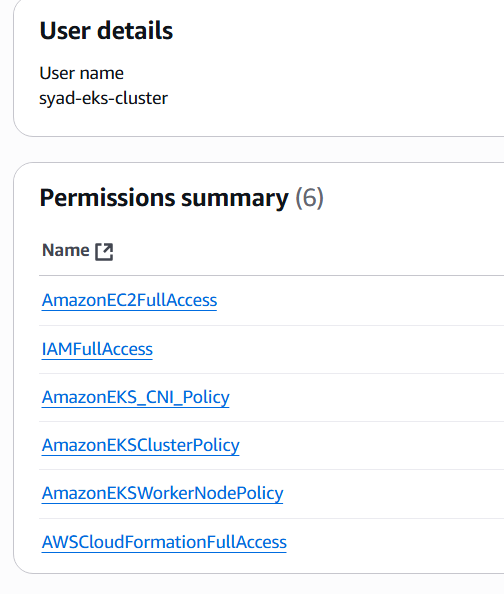 User details
User name
syad-eks-cluster
Permissions summary (6)
Name
AmazonEC2FullAccess
IAMFullAccess
AmazonEKS_CNI_Policy
AmazonEKSClusterPolicy
AmazonEKSWorkerNodePolicy
AWSCloudFormationFullAccess